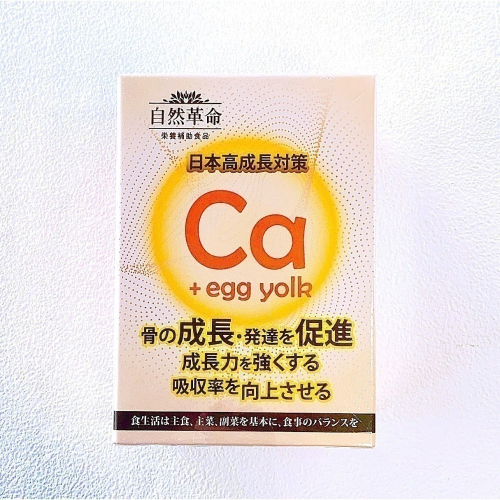 自然革命
栄養補助食品
日本高成長対策
Ca
+ egg yolk
骨の成長・発達を促進
成長力を強くする
吸収率を向上させる
食生活は主食、主菜、副菜を基本に、食事のバランスを